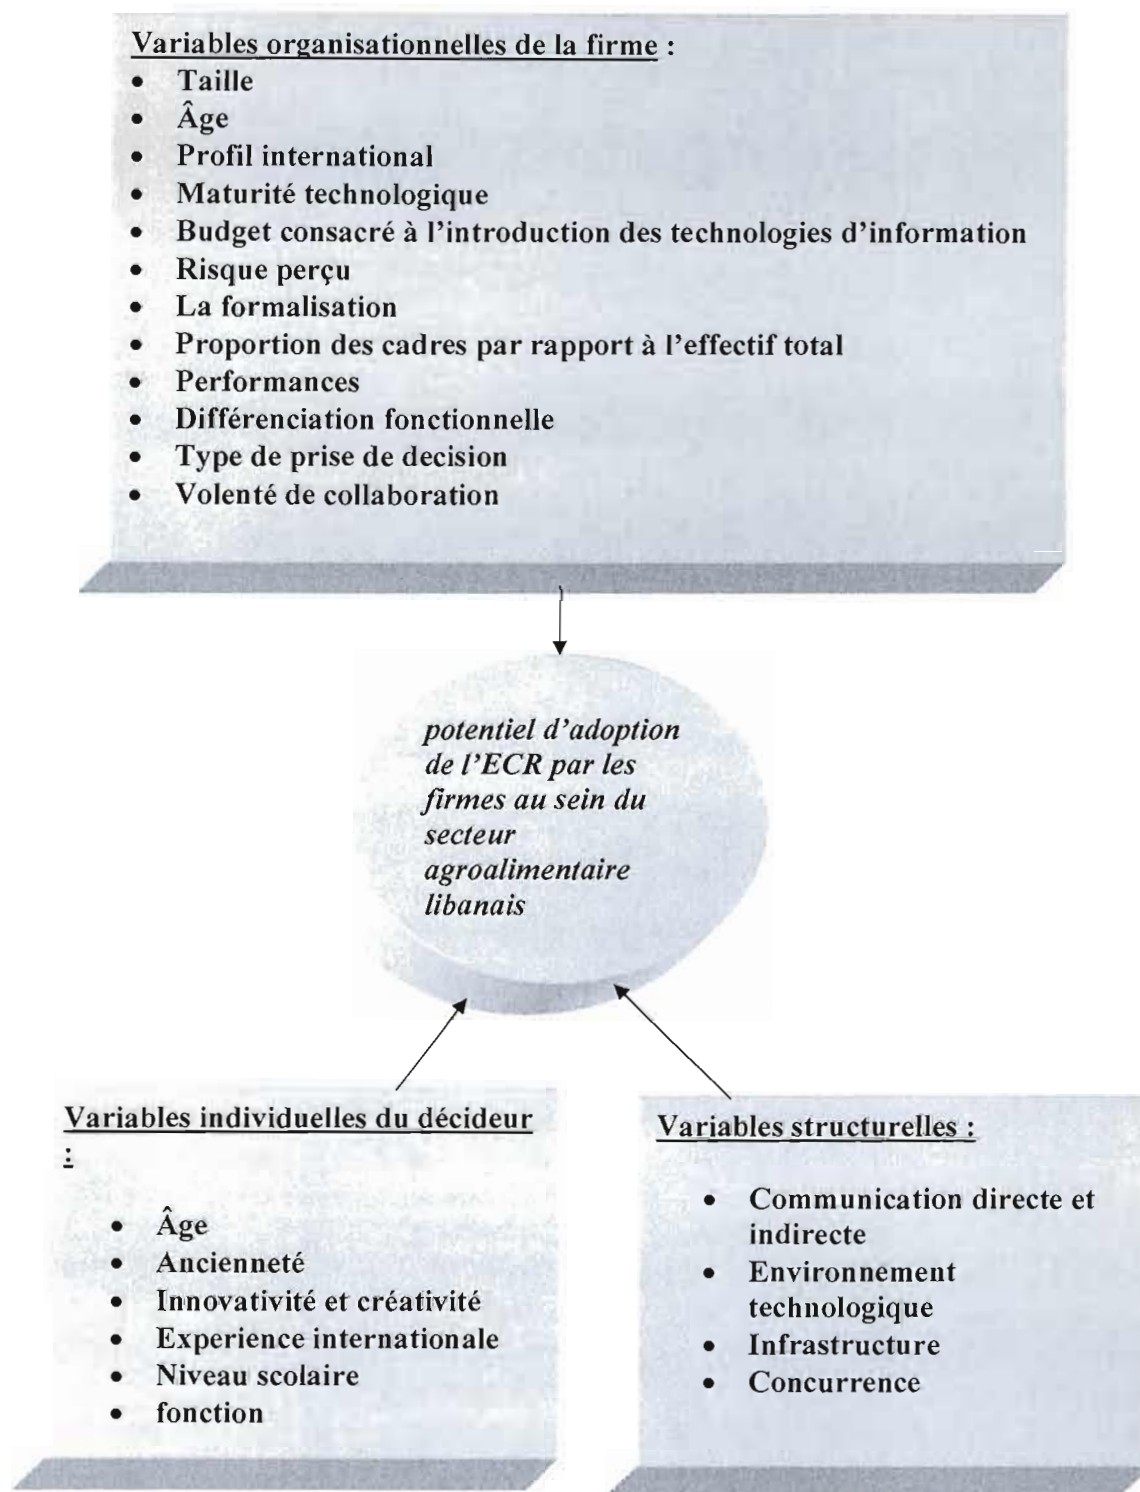 Variables organisationnelles de la firme :
• Taille
• Âge
• Profil international
• Maturité technologique
• Budget consacré à l'introduction des technologies d'information
• Risque perçu
• La formalisation
• Proportion des cadres par rapport à l'effectif total
• Performances
• Différenciation fonctionnelle
• Type de prise de decision
• Volenté de collaboration
potentiel d'adoption
de l'ECR par les
firmes au sein du
secteur
agroalimentaire
libanais
Variables individuelles du décideur
:
• Âge
• Ancienneté
• Innovativité et créativité
• Experience internationale
• Niveau scolaire
• fonction
Variables structurelles :
• Communication directe et
indirecte
• Environnement
technologique
• Infrastructure
• Concurrence